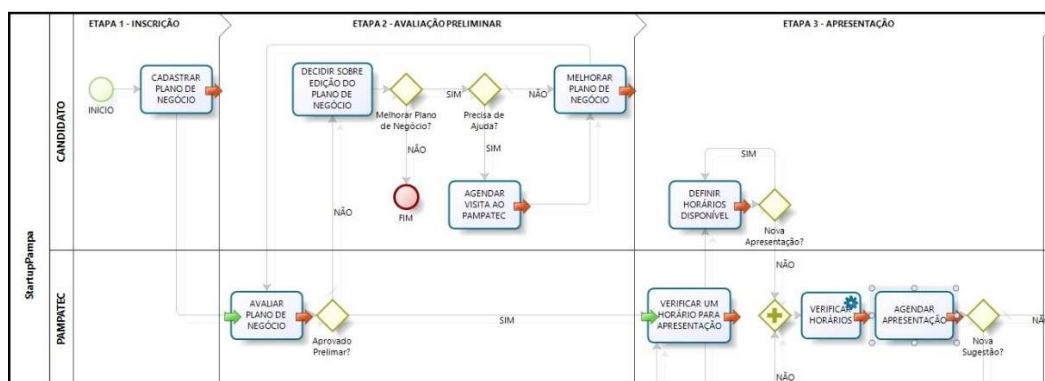 ETAPA 1 - INSCRIÇÃO
ETAPA 2 - AVALIAÇÃO PRELIMINAR
ETAPA 3 - APRESENTAÇÃO
StartupPampa
CANDIDATO
INÍCIO
CADASTRAR
PLANO DE
NEGÓCIO
DECIDIR SOBRE
EDIÇÃO DO
PLANO DE
NEGÓCIO
Melhorar Plano
de Negócio?
SIM
NÃO
FIM
Precisa de
Ajuda?
NÃO
SIM
AGENDAR
VISITA AO
PAMPATEC
MELHORAR
PLANO DE
NEGÓCIO
NÃO
SIM
DEFINIR
HORÁRIOS
DISPONÍVEL
Nova
Apresentação?
NÃO
PAMPATEC
AVALIAR
PLANO DE
NEGÓCIO
Aprovado
Prelimar?
SIM
VERIFICAR UM
HORÁRIO PARA
APRESENTAÇÃO
NÃO
VERIFICAR
HORÁRIOS
AGENDAR
APRESENTAÇÃO
Nova
Sugestão?
NÃO
NÃO